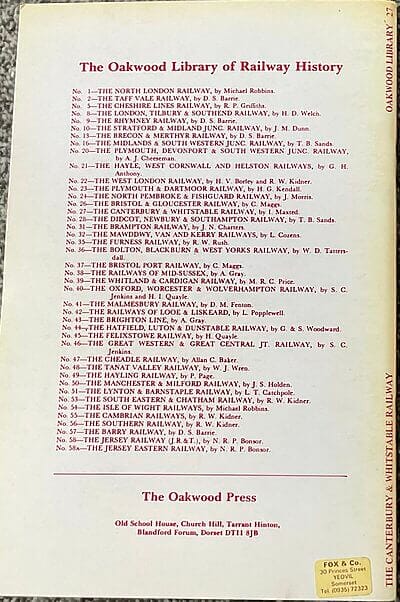 The Oakwood Library of Railway History
No. 1—THE NORTH LONDON RAILWAY, by Michael Robbins.
No. 2—THE TAFF VALE RAILWAY, by D. S. Barrie.
No. 5—THE CHESHIRE LINES RAILWAY, by R. P. Griffiths.
No. 8—THE LONDON, TILBURY & SOUTHEND RAILWAY, by H. D. Welch.
No. 9—THE RHYMNEY RAILWAY, by D. S. Barrie.
No. 10—THE STRATFORD & MIDLAND JUNC. RAILWAY, by J. M. Dunn.
No. 13—THE BRECON & MERTHYR RAILWAY, by D. S. Barrie.
No. 16—THE MIDLANDS & SOUTH WESTERN JUNC. RAILWAY, by T. B. Sands.
No. 20—THE PLYMOUTH, DEVONPORT & SOUTH WESTERN JUNC. RAILWAY,
by A. J. Cheeseman.
No. 21—THE HAYLE, WEST CORNWALL AND HELSTON RAILWAYS, by G. H.
Anthony.
No. 22—THE WEST LONDON RAILWAY, by H. V. Borley and R. W. Kidner.
No. 23—THE PLYMOUTH & DARTMOOR RAILWAY, by H. G. Kendall.
No. 24—THE NORTH PEMBROKE & FISHGUARD RAILWAY, by J. Morris.
No. 26—THE BRISTOL & GLOUCESTER RAILWAY, by C. Maggs.
No. 27—THE CANTERBURY & WHITSTABLE RAILWAY, by I. Maxted.
No. 28—THE DIDCOT, NEWBURY & SOUTHAMPTON RAILWAY, by T. B. Sands.
No. 31—THE BRAMPTON RAILWAY, by J. N. Charters.
No. 32—THE MAWDDWY, VAN AND KERRY RAILWAYS, by L. Cozens.
No. 35—THE FURNESS RAILWAY, by R. W. Rush.
No. 36—THE BOLTON, BLACKBURN & WEST YORKS RAILWAY, by W. D. Tattersdall.
No. 37—THE BRISTOL PORT RAILWAY, by C. Maggs.
No. 38—THE RAILWAYS OF MID-SUSSEX, by A. Gray.
No. 39—THE WHITLAND & CARDIGAN RAILWAY, by M. R. C. Price.
No. 40—THE OXFORD, WORCESTER & WOLVERHAMPTON RAILWAY, by S. C.
Jenkins and H. I. Quayle.
No. 41—THE MALMESBURY RAILWAY, by D. M. Fenton.
No. 42—THE RAILWAYS OF LOOE & LISKEARD, by L. Popplewell.
No. 43—THE BRIGHTON LINE, by A. Gray.
No. 44—THE HATFIELD, LUTON & DUNSTABLE RAILWAY, by G. & S. Woodward.
No. 45—THE FELIXSTOWE RAILWAY, by H. Quayle.
No. 46—THE GREAT WESTERN & GREAT CENTRAL JT. RAILWAY, by S. C.
Jenkins.
No. 47—THE CHEADLE RAILWAY, by Allan C. Baker.
No. 48—THE TANAT VALLEY RAILWAY, by W. J. Wren.
No. 49—THE HAYLING RAILWAY, by P. Paye.
No. 50—THE MANCHESTER & MILFORD RAILWAY, by J. S. Holden.
No. 51—THE LYNTON & BARNSTAPLE RAILWAY, by L. T. Catchpole.
No. 53—THE SOUTH EASTERN & CHATHAM RAILWAY, by R. W. Kidner.
No. 54—THE ISLE OF WIGHT RAILWAYS, by Michael Robbins.
No. 55—THE CAMBRIAN RAILWAYS, by R. W. Kidner.
No. 56—THE SOUTHERN RAILWAY, by R. W. Kidner.
No. 57—THE BARRY RAILWAY, by D. S. Barrie.
No. 58—THE JERSEY RAILWAY (J.R.&T.), by N. R. P. Bonsor.
No. 58A—THE JERSEY EASTERN RAILWAY, by N. R. P. Bonsor.
The Oakwood Press
Old School House, Church Hill, Tarrant Hinton,
Blandford Forum, Dorset DT11 8JB
FOX & Co.
30 Princes Street
YEOVIL
Somerset
Tel. (0935) 72323
THE CANTERBURY & WHITSTABLE RAILWAY
OAKWOOD LIBRARY 27